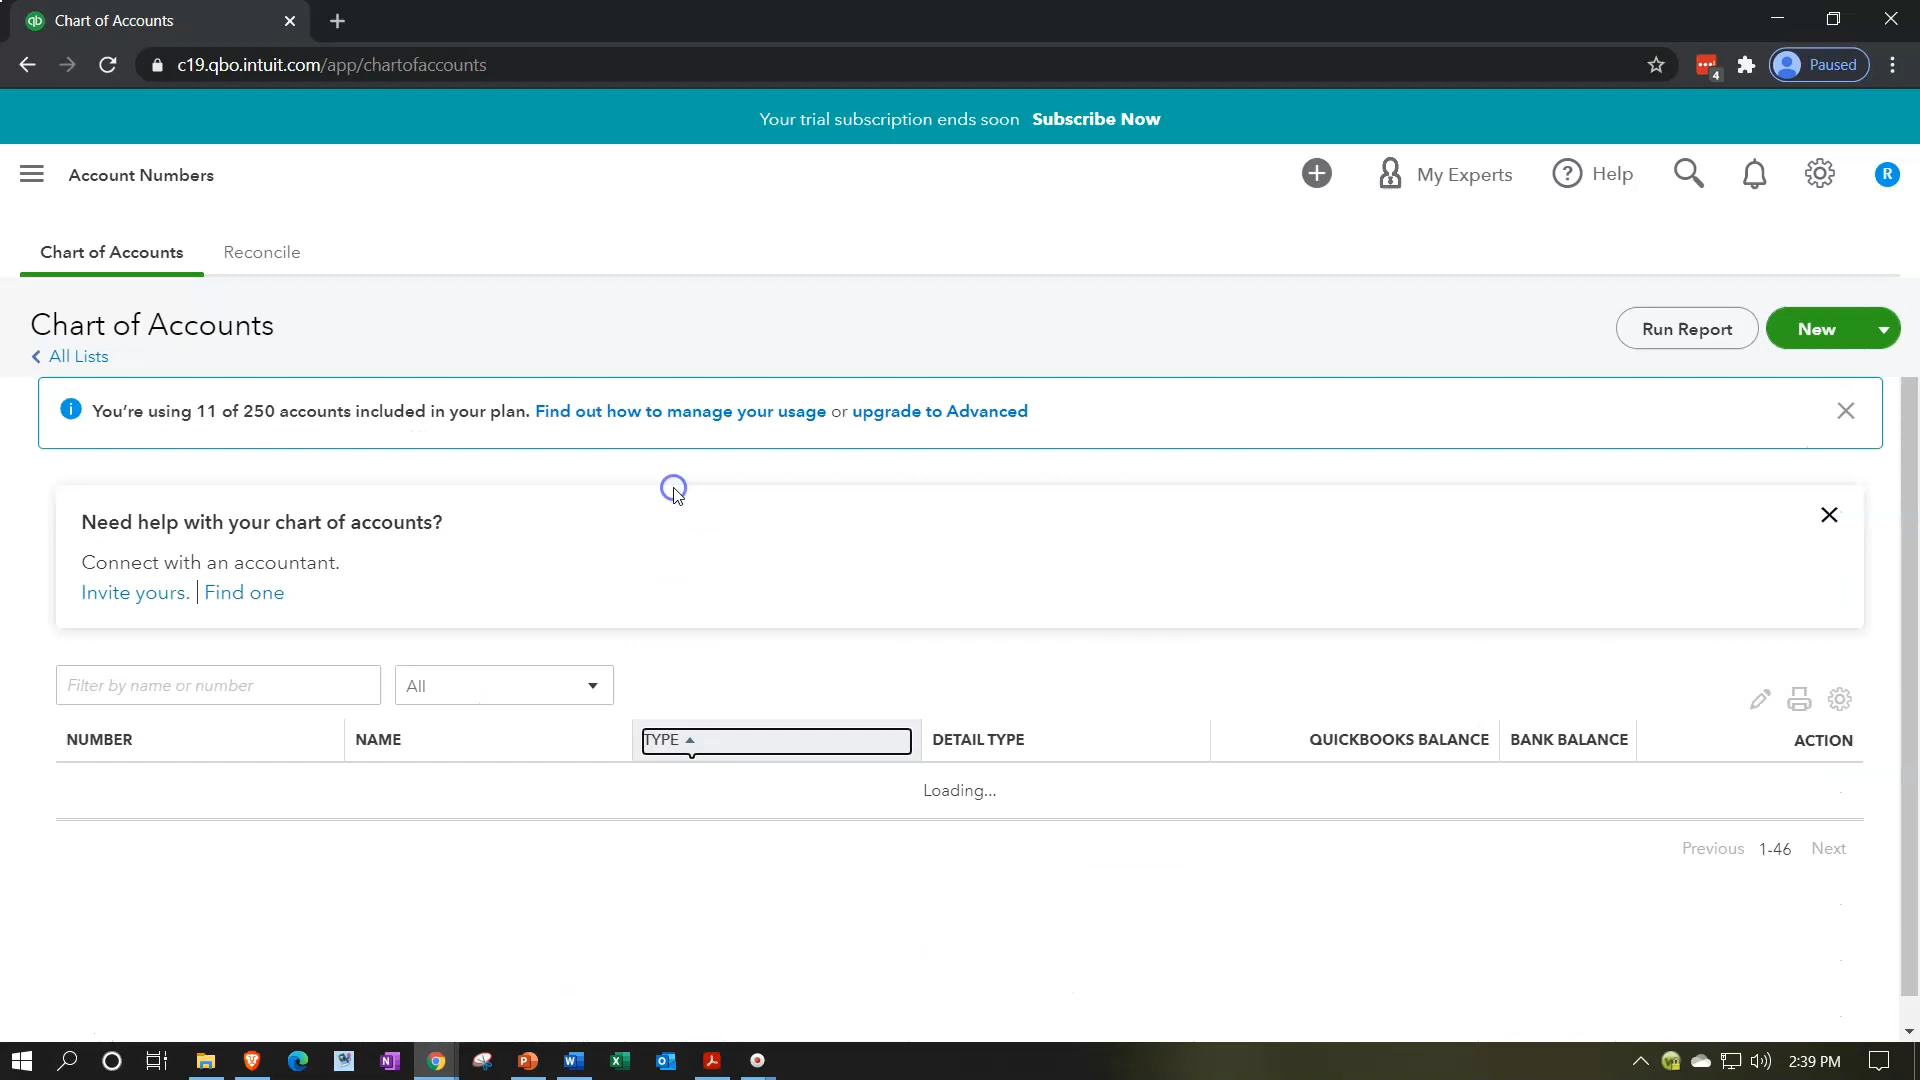 Chart of Accounts
c19.qbo.intuit.com/app/chartofaccounts
4
Paused
Your trial subscription ends soon Subscribe Now
Account Numbers
My Experts
Help
R
Chart of Accounts
Reconcile
Chart of Accounts
All Lists
Run Report
New
You're using 11 of 250 accounts included in your plan. Find out how to manage your usage or upgrade to Advanced
Need help with your chart of accounts?
Connect with an accountant.
Invite yours. | Find one
Filter by name or number
All
NUMBER NAME TYPE DETAIL TYPE QUICKBOOKS BALANCE BANK BALANCE ACTION
Loading...
Previous 1-46 Next
2:39 PM